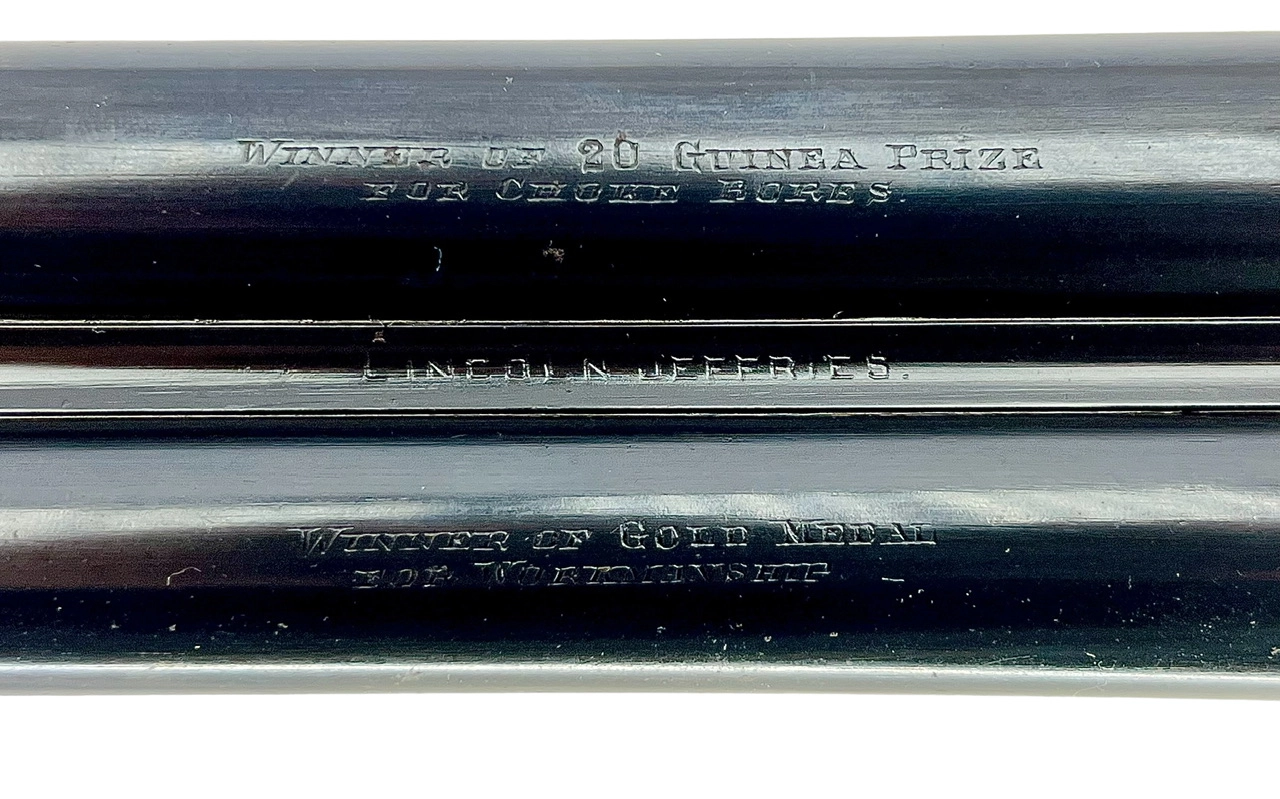 WINNER OF 20 GUINEA PRIZE
FOR CHOKE BORES.
LINCOLN JEFFRIES.
WINNER OF GOLD MEDAL
FOR WORKMANSHIP